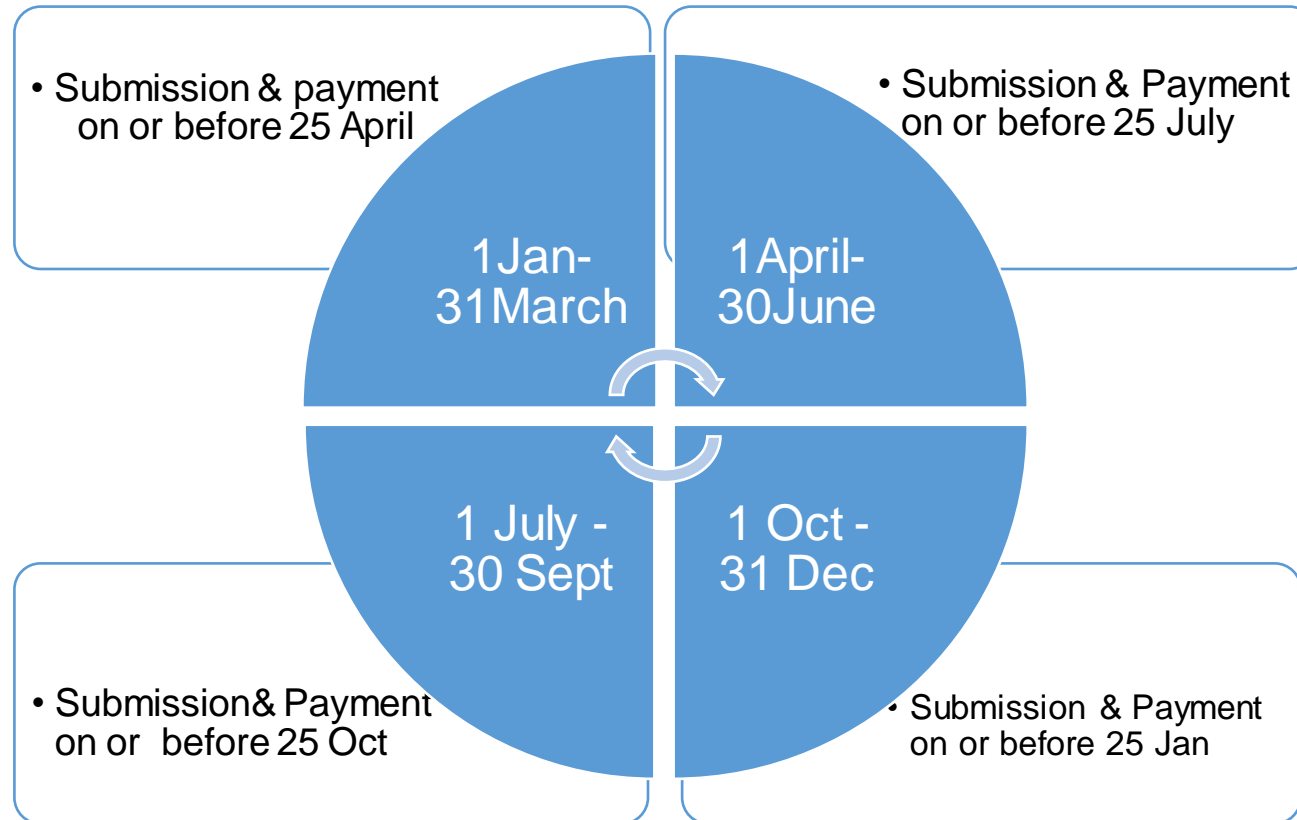 • Submission & payment
on or before 25 April
• Submission & Payment
on or before 25 July
1Jan-
31March
1April-
30June
1 July -
30 Sept
1 Oct -
31 Dec
• Submission& Payment
on or before 25 Oct
• Submission & Payment
on or before 25 Jan